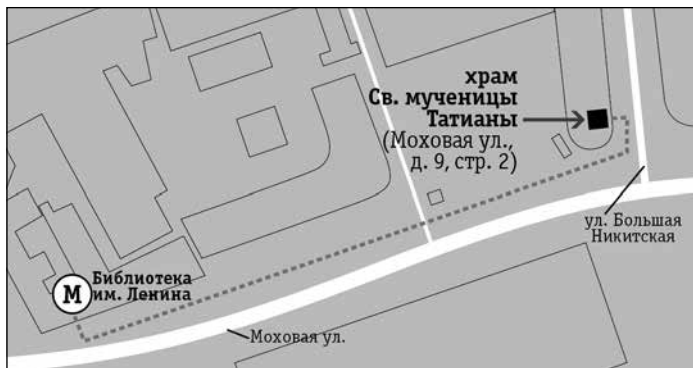 храм
Св. мученицы
Татианы
(Моховая ул.,
д. 9, стр. 2)
ул. Большая
Никитская
М
Библиотека
им. Ленина
Моховая ул.